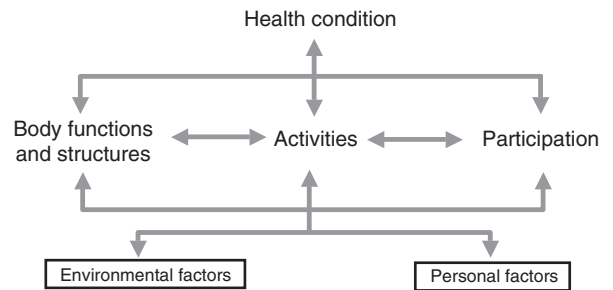 Health condition
Body functions
and structures
Activities
Participation
Environmental factors
Personal factors